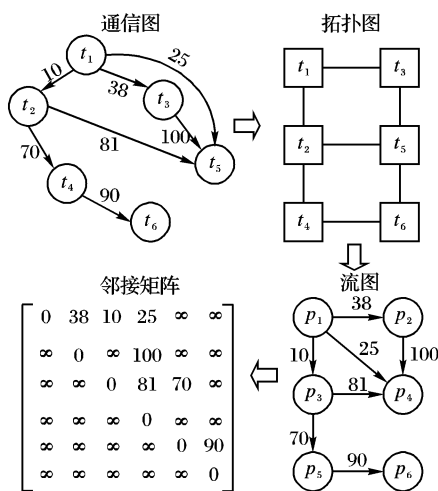 通信图
t1
10
25
38
t2
t3
81
100
t5
70
t4
90
t6
拓扑图
t1 t3
t2 t5
t4 t6
流图
p1 38 p2
10 25 100
p3 81 p4
70
p5 90 p6
邻接矩阵
0 38 10 25 ∞ ∞
∞ 0 ∞ 100 ∞ ∞
∞ ∞ 0 81 70 ∞
∞ ∞ ∞ 0 ∞ ∞
∞ ∞ ∞ ∞ 0 90
∞ ∞ ∞ ∞ ∞ 0